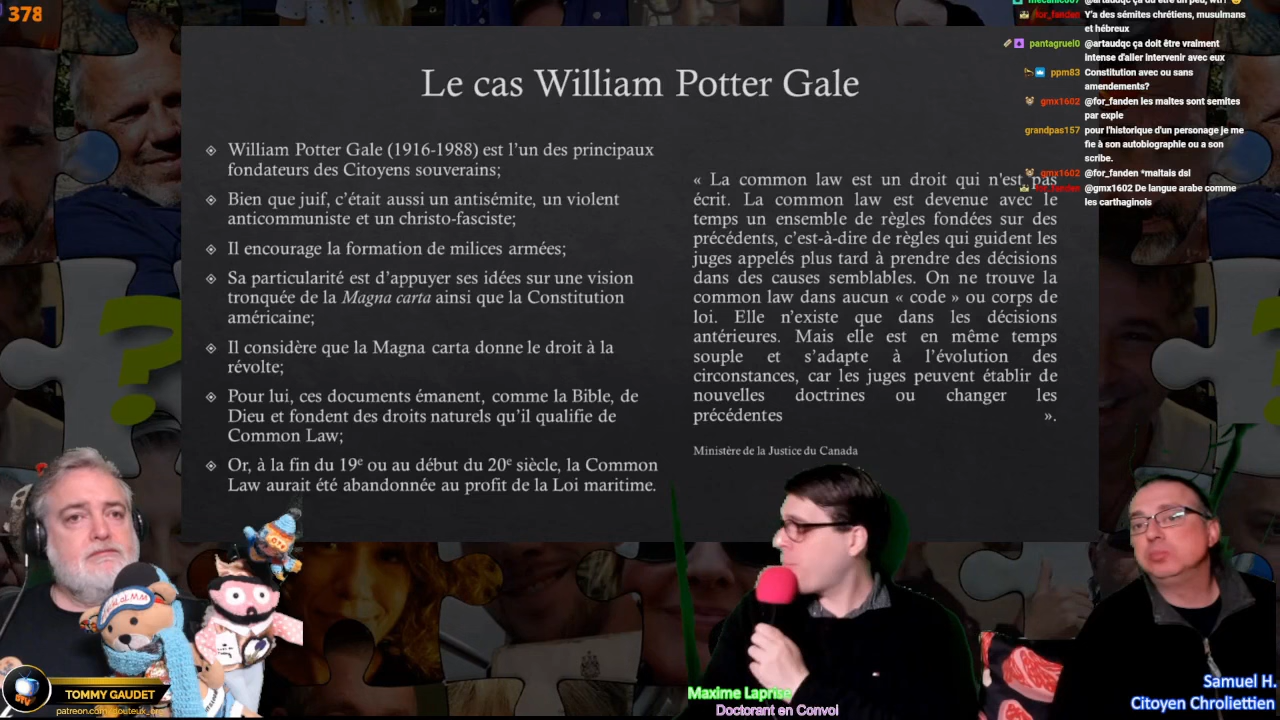 378
Le cas William Potter Gale
William Potter Gale (1916-1988) est l'un des principaux
fondateurs des Citoyens souverains;
Bien que juif, c'était aussi un antisémite, un violent
anticommuniste et un christo-fasciste;
Il encourage la formation de milices armées;
Sa particularité est d'appuyer ses idées sur une vision
tronquée de la Magna carta ainsi que la Constitution
américaine;
Il considère que la Magna carta donne le droit à la
révolte;
Pour lui, ces documents émanent, comme la Bible, de
Dieu et fondent des droits naturels qu'il qualifie de
Common Law;
Or, à la fin du 19e ou au début du 20e siècle, la Common
Law aurait été abandonnée au profit de la Loi maritime.
« La common law est un droit qui n'est pas
écrit. La common law est devenue avec le
temps un ensemble de règles fondées sur des
précédents, c'est-à-dire de règles qui guident les
juges appelés plus tard à prendre des décisions
dans des causes semblables. On ne trouve la
common law dans aucun « code » ou corps de
loi. Elle n'existe que dans les décisions
antérieures. Mais elle est en même temps
souple et s'adapte à l'évolution des
circonstances, car les juges peuvent établir de
nouvelles doctrines ou changer les
précédentes ».
Ministère de la Justice du Canada
for_fanden Y'a des sémites chrétiens, musulmans
et hébreux
pantagruel0 @artaudqc ça doit être vraiment
intense d'aller intervenir avec eux
ppm83 Constitution avec ou sans
amendements?
gmx1602 @for_fanden les maltes sont semites
par exple
grandpas157 pour l'historique d'un personage je me
fie à son autobiographie ou a son
scribe.
gmx1602 @for_fanden *maltais dsl
for_fanden @gmx1602 De langue arabe comme
les carthaginois
TOMMY GAUDET
Maxime Laprise
Doctorant en Convoi
Samuel H.
Citoyen Chroliettien